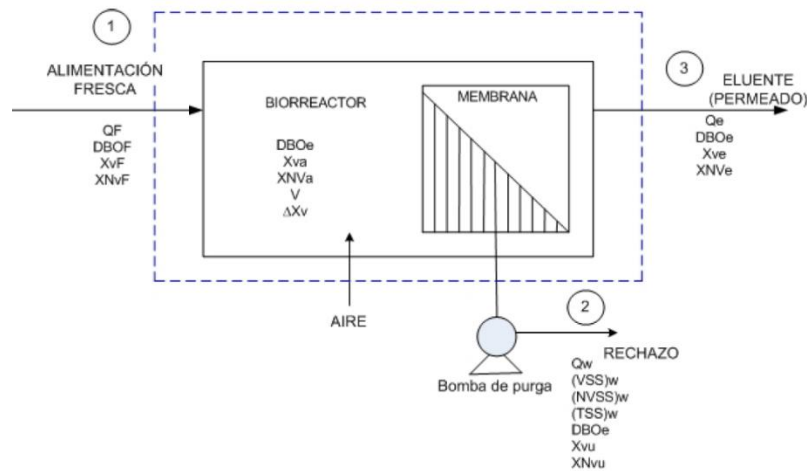 1
ALIMENTACIÓN
FRESCA
QF
DBOF
XvF
XNvF
BIORREACTOR
DBOe
Xva
XNVa
V
ΔXv
MEMBRANA
3
ELUENTE
(PERMEADO)
Qe
DBOe
Xve
XNVe
AIRE
2
RECHAZO
Bomba de purga
Qw
(VSS)w
(NVSS)w
(TSS)w
DBOe
Xvu
XNvu